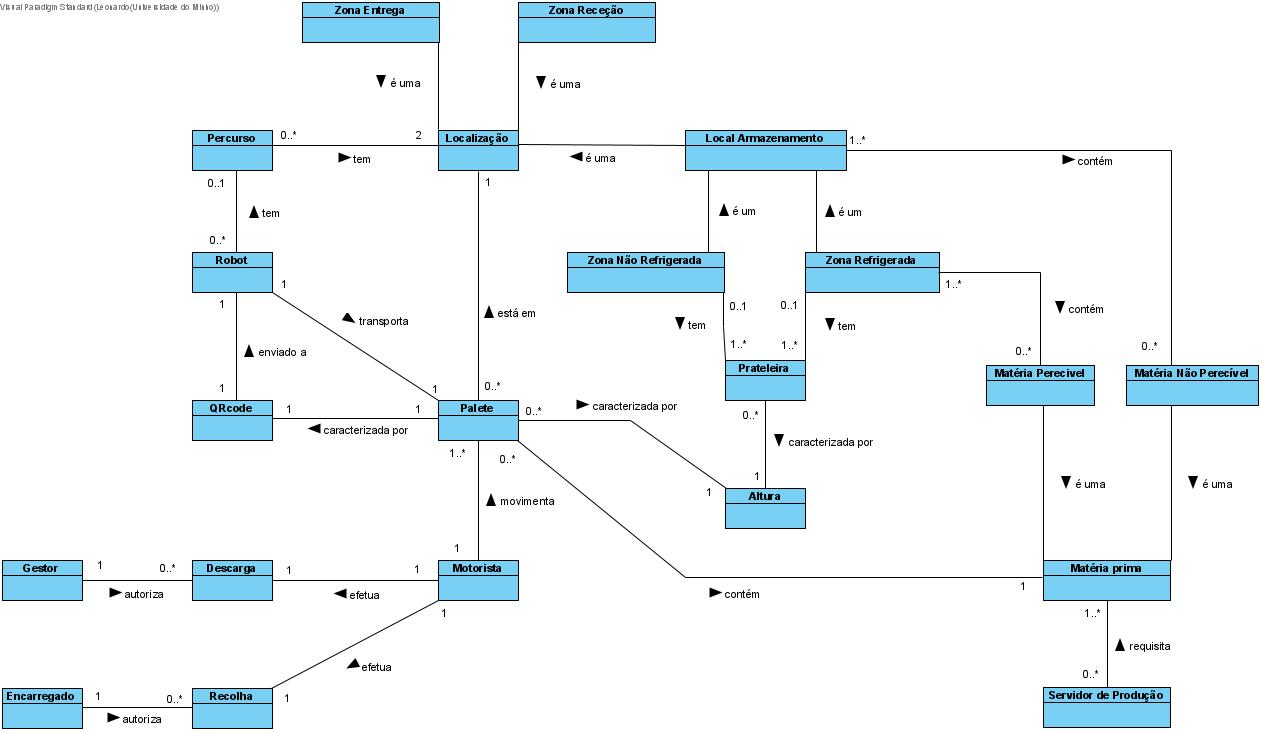 Visual Paradigm Standard(Leonardo(Universidade do Minho))
Zona Entrega
Zona Receção
é uma
é uma
Percurso
0..*
2
Localização
Local Armazenamento
1..*
tem
é uma
contém
0..1
1
tem
é um
é um
0..*
Robot
Zona Não Refrigerada
Zona Refrigerada
1
1
1..*
0..1
0..1
transporta
está em
tem
tem
contém
enviado a
1..*
1..*
0..*
0..*
Prateleira
Matéria Perecivel
Matéria Não Perecível
1
1
0..*
QRcode
1
1
Palete
0..*
caracterizada por
0..*
caracterizada por
caracterizada por
1..*
0..*
1
é uma
é uma
1
Altura
movimenta
1
Gestor
1
0..*
Descarga
1
1
Motorista
Matéria prima
1
autoriza
efetua
contém
1
1..*
requisita
efetua
0..*
Encarregado
1
0..*
Recolha
1
Servidor de Produção
autoriza